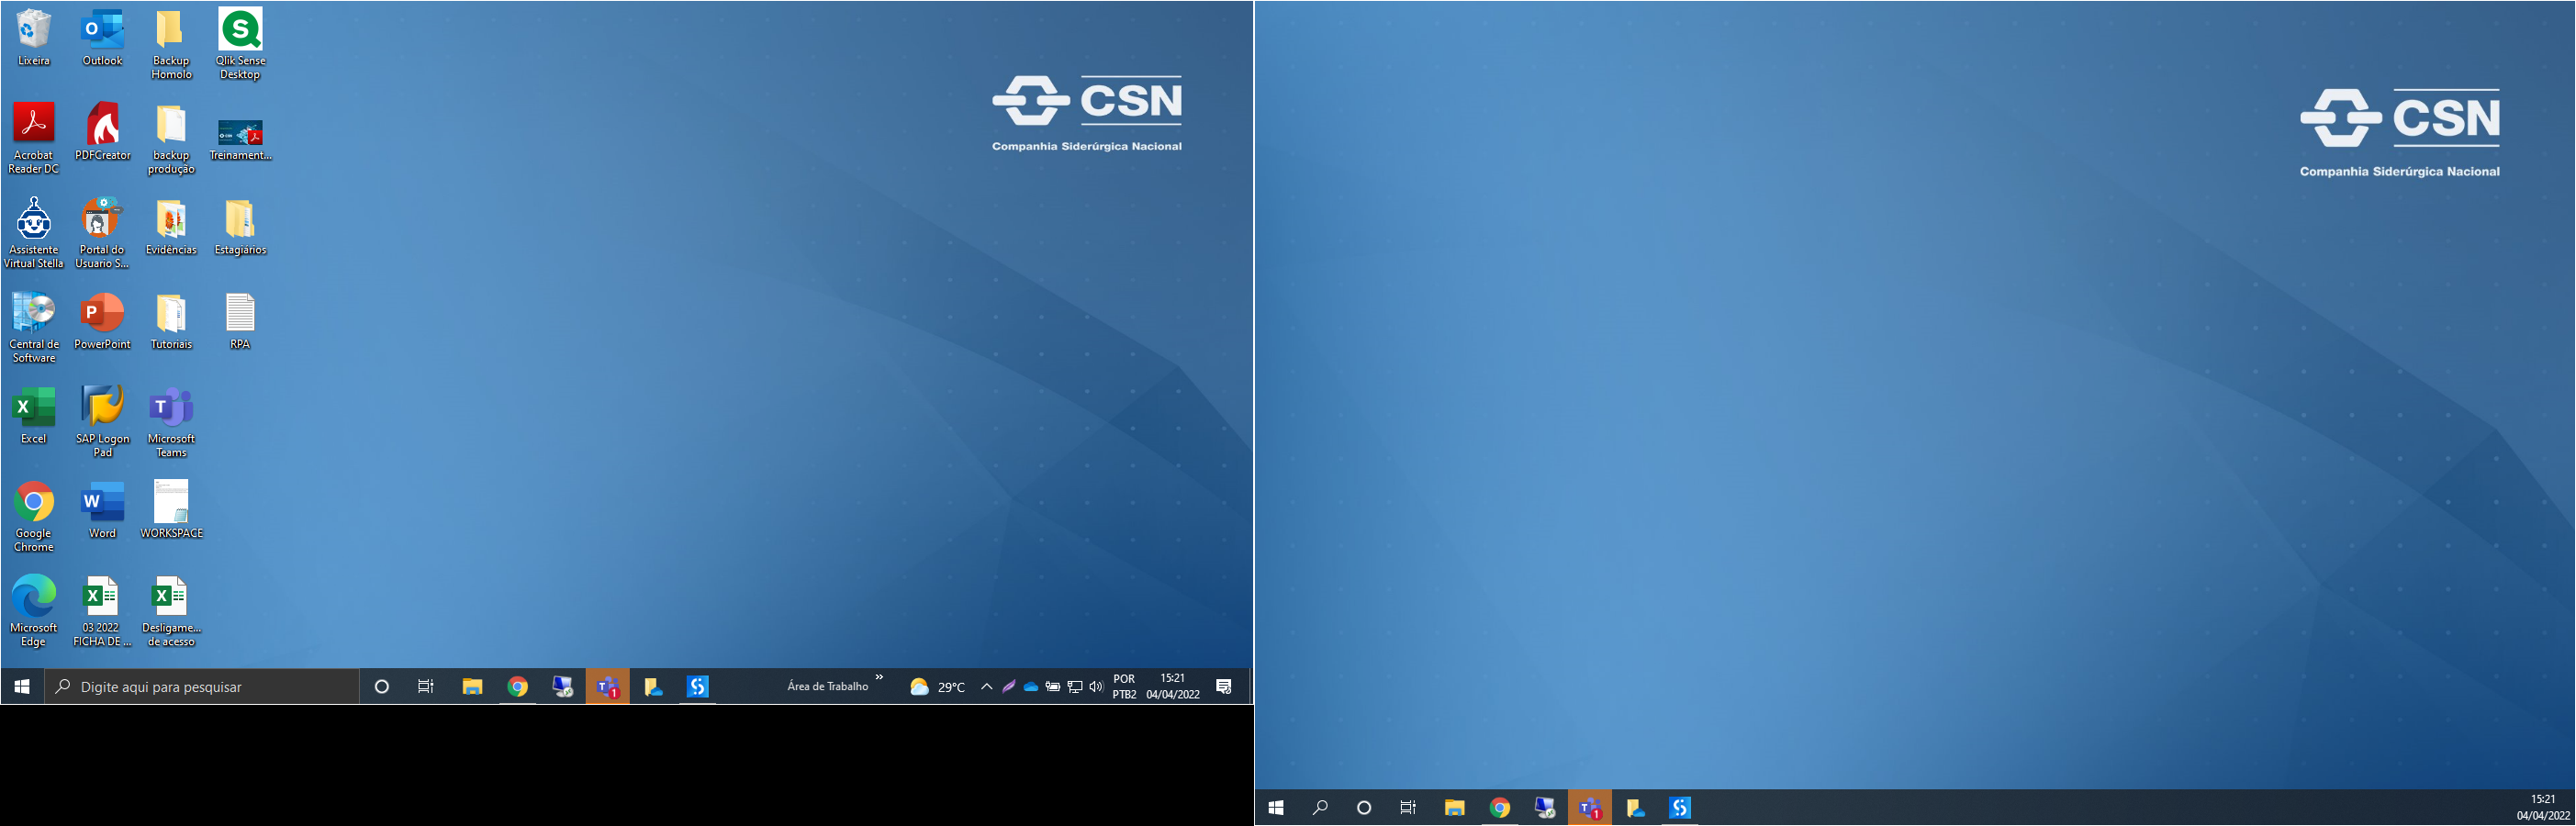 Lixeira
Outlook
Backup
Homolo
Qlik Sense
Desktop
CSN
Companhia Siderúrgica Nacional
CSN
Companhia Siderúrgica Nacional
Acrobat
Reader DC
PDFCreator
backup
produção
Treinament...
Assistente
Virtual Stella
Portal do
Usuario S...
Evidências
Estagiários
Central de
Software
PowerPoint
Tutoriais
RPA
Excel
SAP Logon
Pad
Microsoft
Teams
Google
Chrome
Word
WORKSPACE
Microsoft
Edge
03 2022
FICHA DE ...
Desligame...
de acesso
Digite aqui para pesquisar
1
Área de Trabalho
29°C
POR
PTB2
15:21
04/04/2022
1
15:21
04/04/2022